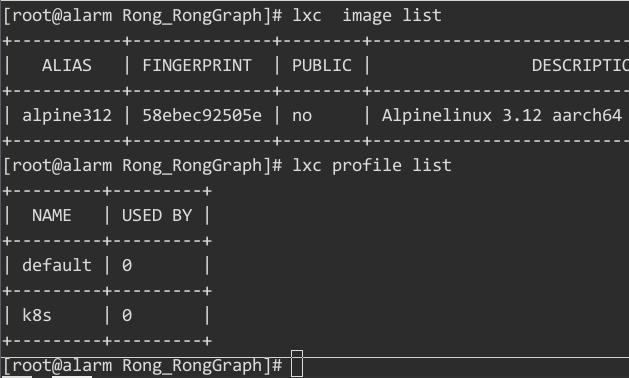 [root@alarm Rong_RongGraph]# lxc  image list
+-----------+--------------+--------+--------------------------
|   ALIAS   | FINGERPRINT  | PUBLIC |                DESCRIPTIO
+-----------+--------------+--------+--------------------------
| alpine312 | 58ebec92505e | no     | Alpinelinux 3.12 aarch64
+-----------+--------------+--------+--------------------------
[root@alarm Rong_RongGraph]# lxc profile list
+---------+---------+
|  NAME   | USED BY |
+---------+---------+
| default | 0       |
+---------+---------+
| k8s     | 0       |
+---------+---------+
[root@alarm Rong_RongGraph]#